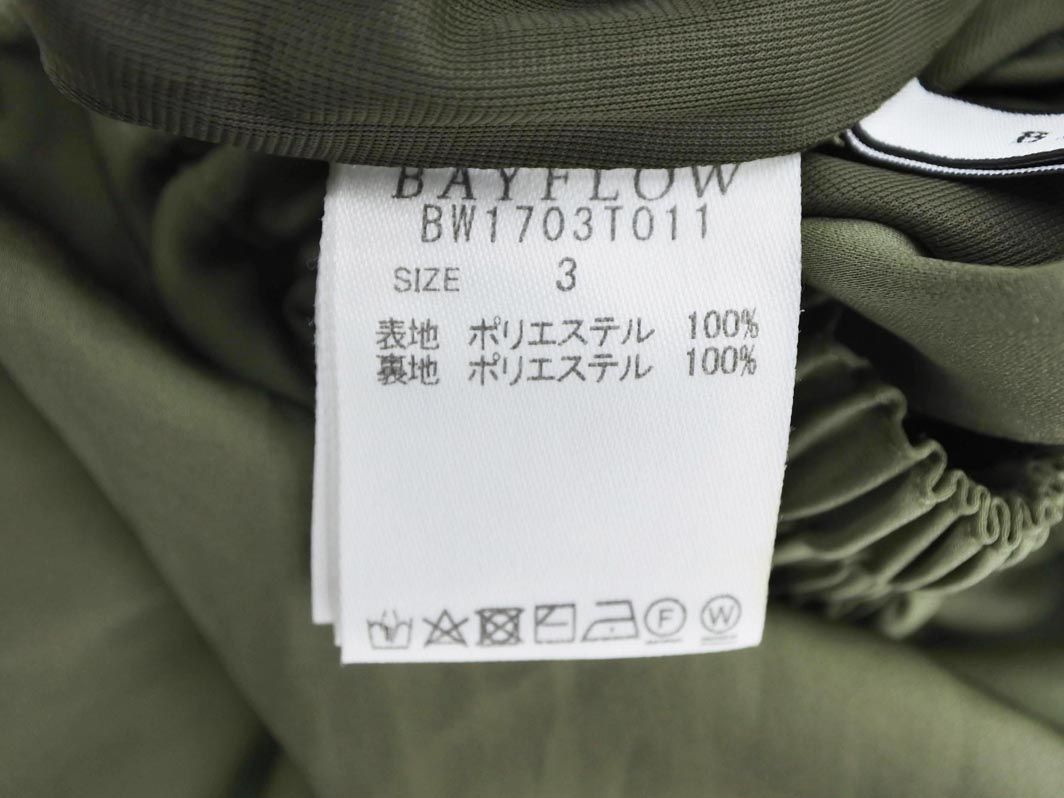 BAYFLOW
BW1703T011
SIZE 3
表地 ポリエステル 100%
裏地 ポリエステル 100%
F W